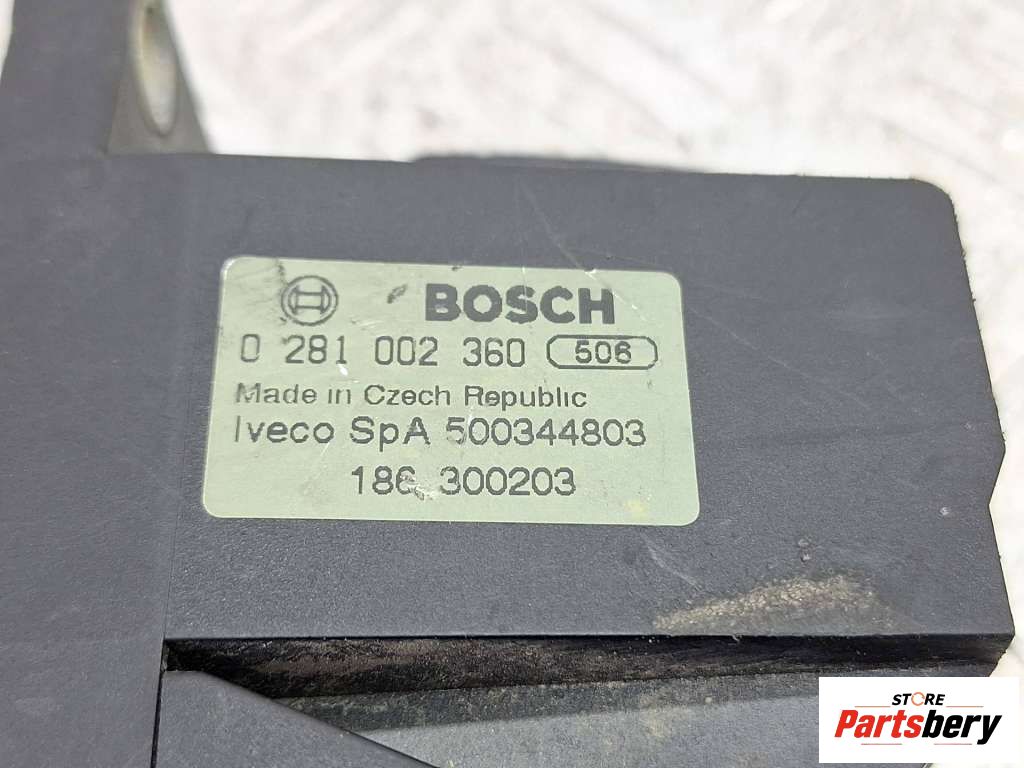 BOSCH
0 281 002 360 506
Made in Czech Republic
Iveco SpA 500344803
300203
STORE
Partsbery